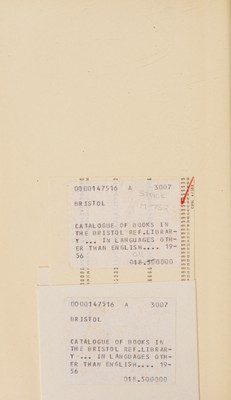 0000147516 A 3007
BRISTOL
CATALOGUE OF BOOKS IN
THE BRISTOL REF.LIBRAR-
Y ... IN LANGUAGES OTH-
ER THAN ENGLISH.... 19-
56
018.500000
0000147516 A 3007
BRISTOL
CATALOGUE OF BOOKS IN
THE BRISTOL REF.LIBRAR-
Y ... IN LANGUAGES OTH-
ER THAN ENGLISH.... 19-
56
018.500000